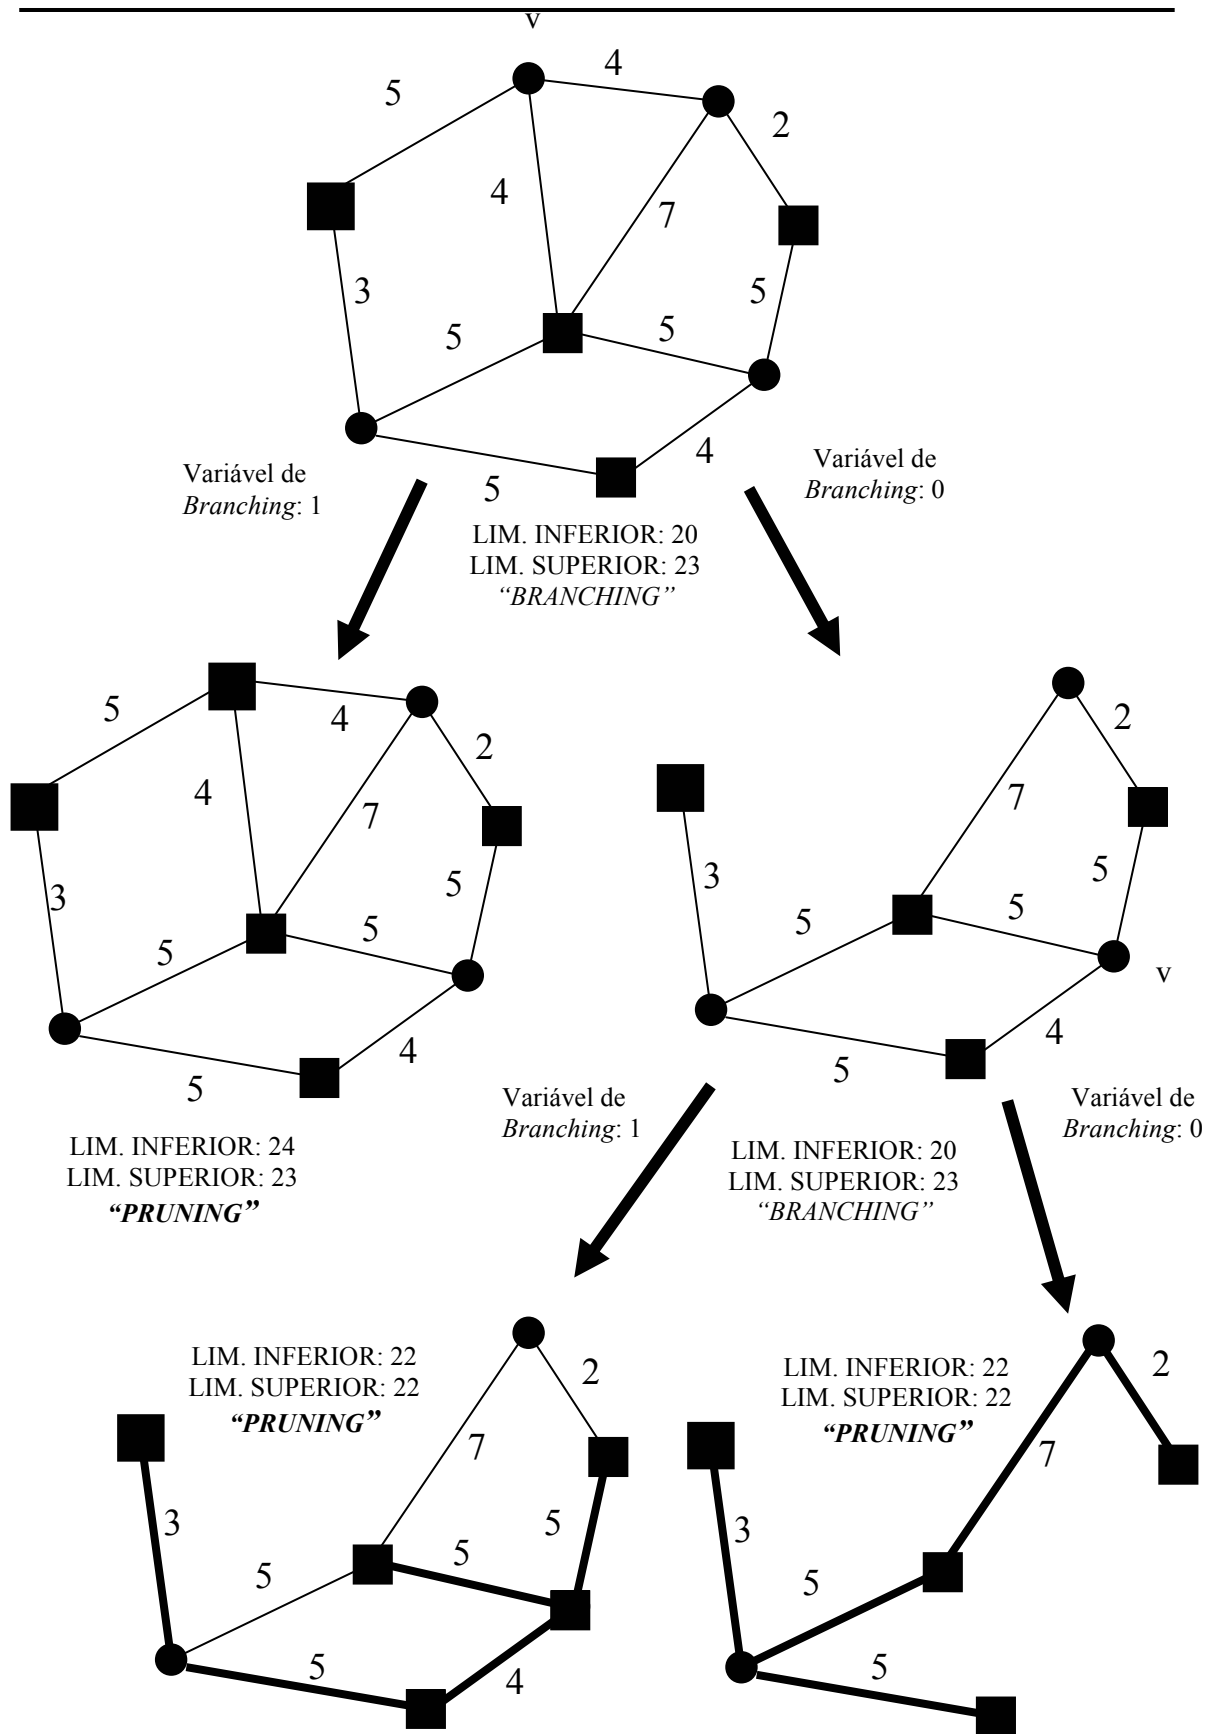 v
4
5
2
4
7
3
5
5
5
4
5
Variável de
Branching: 1
Variável de
Branching: 0
LIM. INFERIOR: 20
LIM. SUPERIOR: 23
“BRANCHING”
5
4
2
4
7
3
5
5
5
4
5
LIM. INFERIOR: 24
LIM. SUPERIOR: 23
“PRUNING”
2
7
3
5
5
5
v
4
5
Variável de
Branching: 1
Variável de
Branching: 0
LIM. INFERIOR: 20
LIM. SUPERIOR: 23
“BRANCHING”
LIM. INFERIOR: 22
LIM. SUPERIOR: 22
“PRUNING”
2
7
3
5
5
5
5
4
LIM. INFERIOR: 22
LIM. SUPERIOR: 22
“PRUNING”
2
7
3
5
5